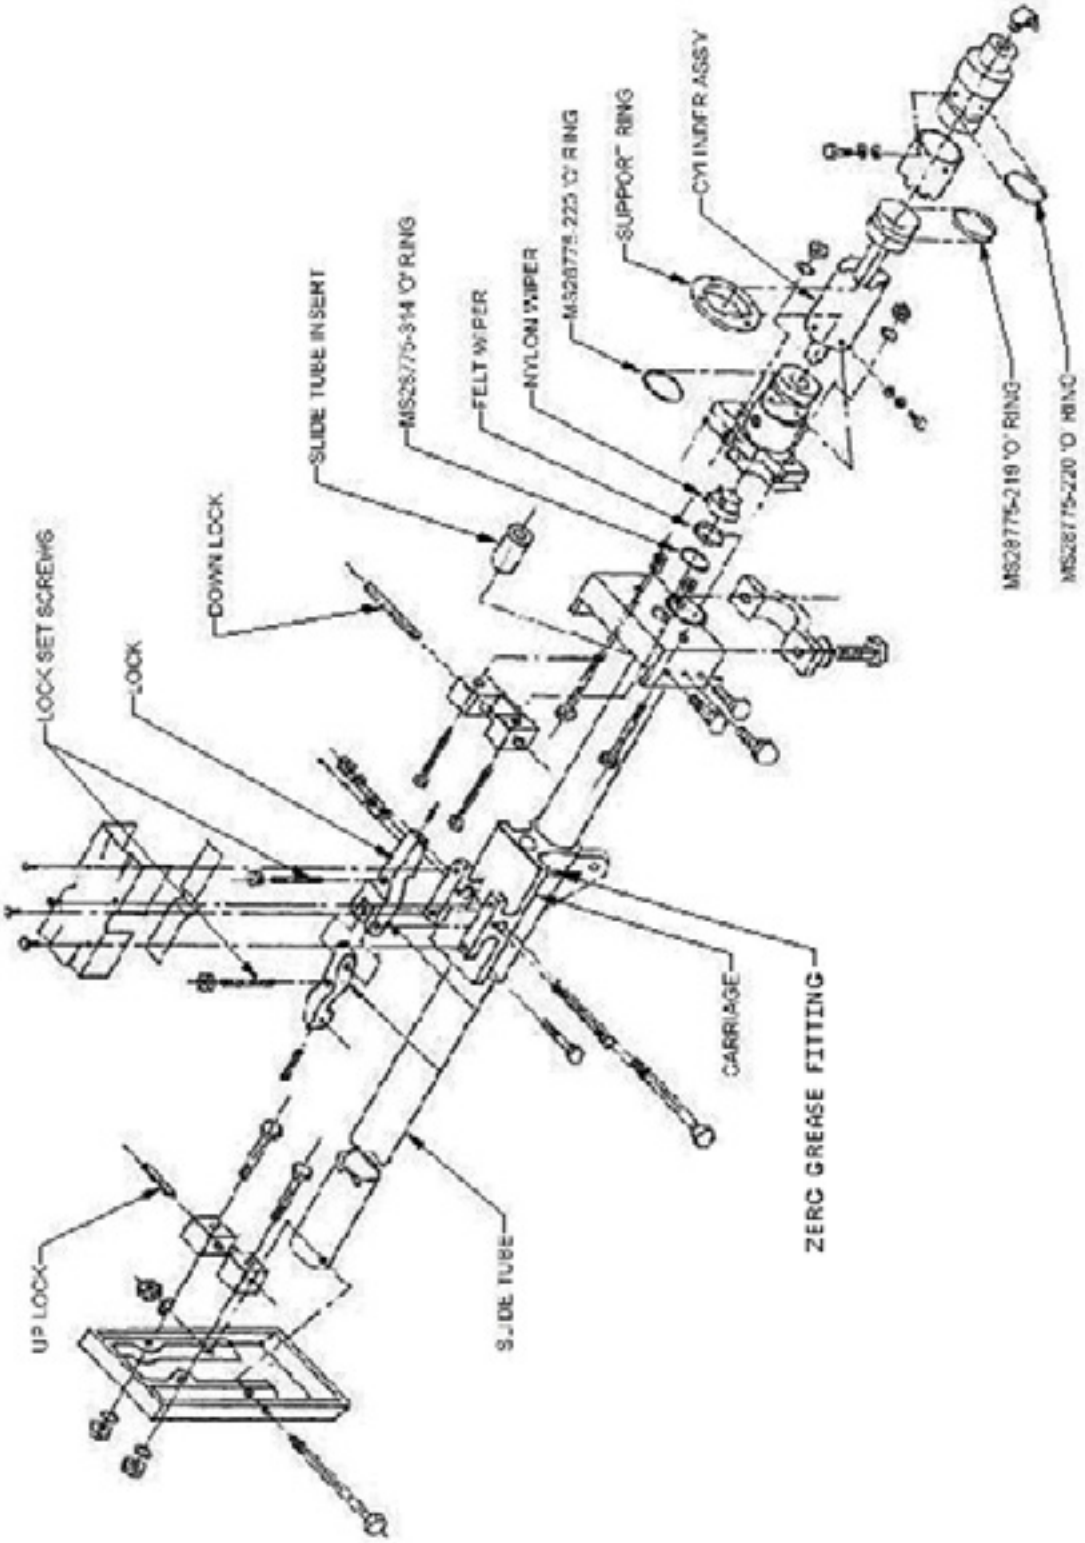 LOCK SET SCREWS
LOCK
DOWN LOCK
SLIDE TUBE INSERT
MS28775-314 'O' RING
FELT WIPER
NYLON WIPER
MS28775-223 'O' RING
SUPPORT RING
CYLINDER ASSY
UP LOCK
SLIDE TUBE
CARRIAGE
ZERC GREASE FITTING
MS28775-219 'O' RING
MS28775-220 'O' RING